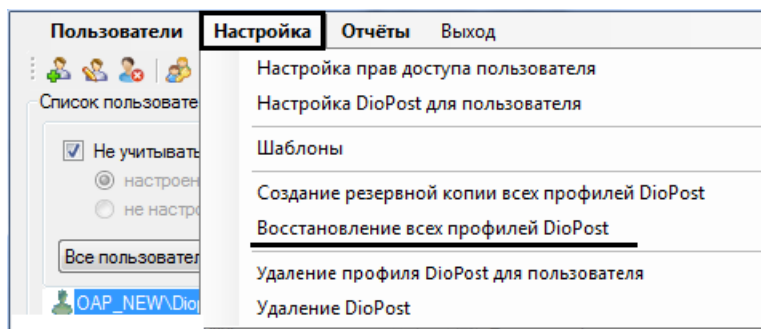 Пользователи Настройка Отчёты Выход
Настройка прав доступа пользователя
Список пользовате Настройка DioPost для пользователя
Не учитывать Шаблоны
настроен Создание резервной копии всех профилей DioPost
не настро Восстановление всех профилей DioPost
Все пользовател Удаление профиля DioPost для пользователя
OAP_NEW\Diop Удаление DioPost